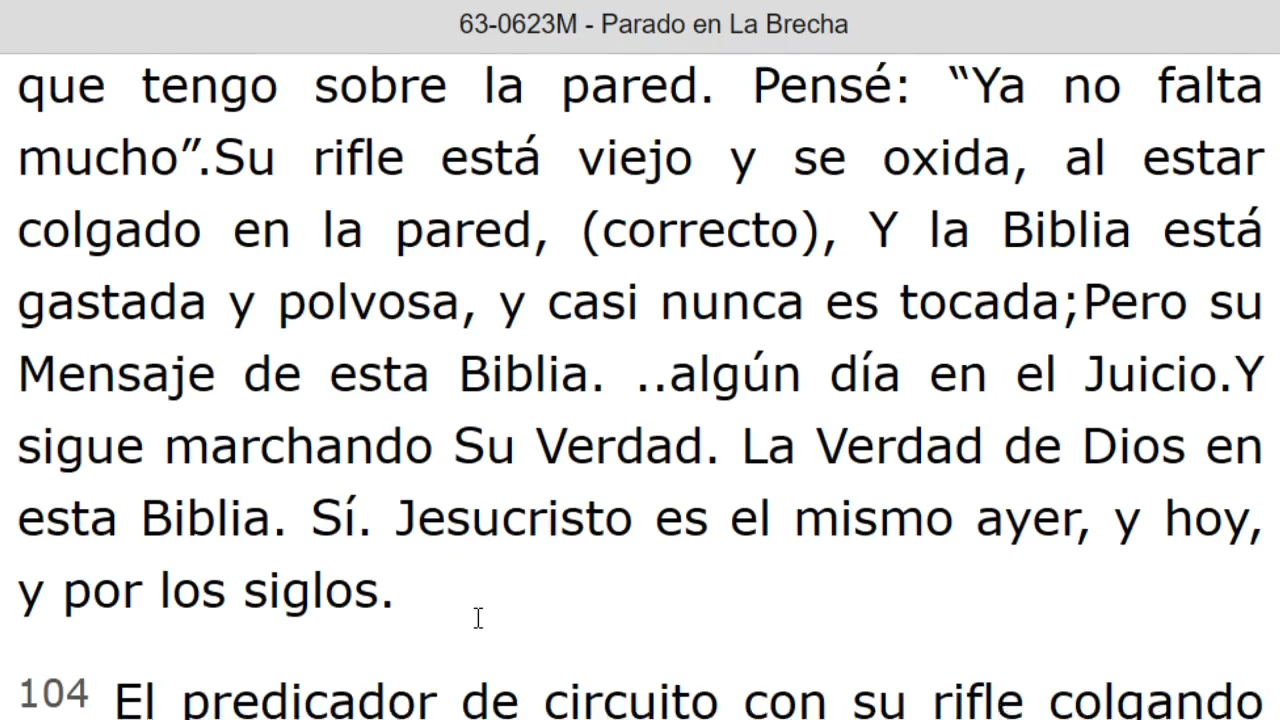 63-0623M - Parado en La Brecha
que tengo sobre la pared. Pensé: “Ya no falta
mucho”.Su rifle está viejo y se oxida, al estar
colgado en la pared, (correcto), Y la Biblia está
gastada y polvosa, y casi nunca es tocada;Pero su
Mensaje de esta Biblia. ..algún día en el Juicio.Y
sigue marchando Su Verdad. La Verdad de Dios en
esta Biblia. Sí. Jesucristo es el mismo ayer, y hoy,
y por los siglos.
104 El predicador de circuito con su rifle colgando